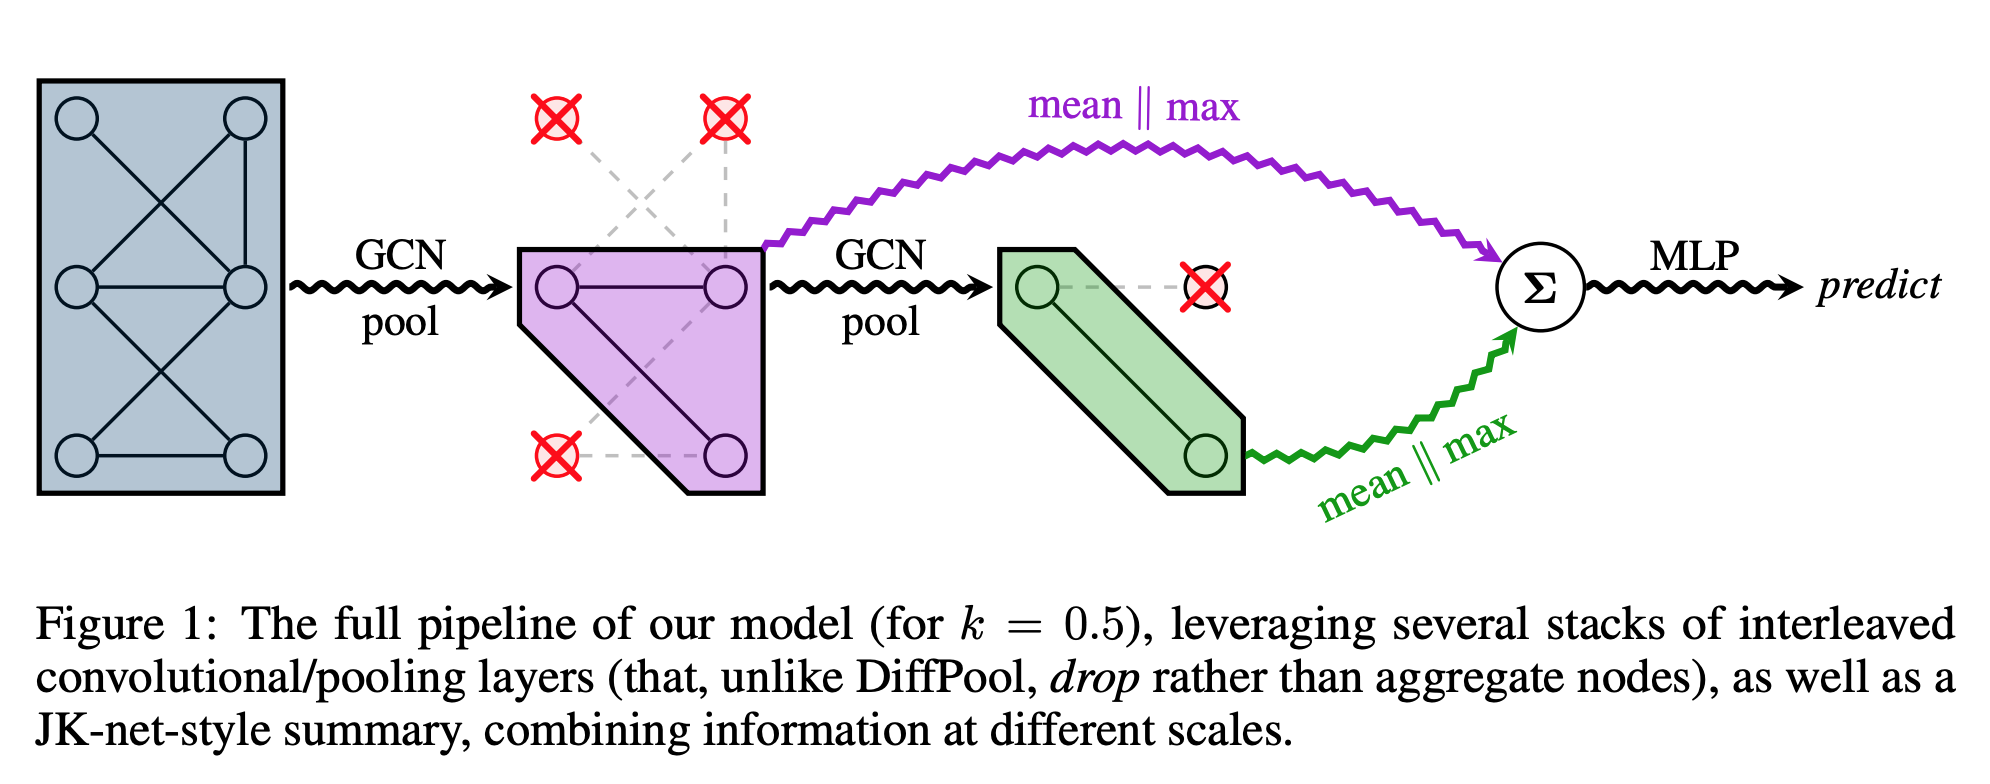 mean || max
GCN
pool
GCN
pool
Σ
MLP
predict
mean || max
Figure 1: The full pipeline of our model (for k = 0.5), leveraging several stacks of interleaved
convolutional/pooling layers (that, unlike DiffPool, drop rather than aggregate nodes), as well as a
JK-net-style summary, combining information at different scales.